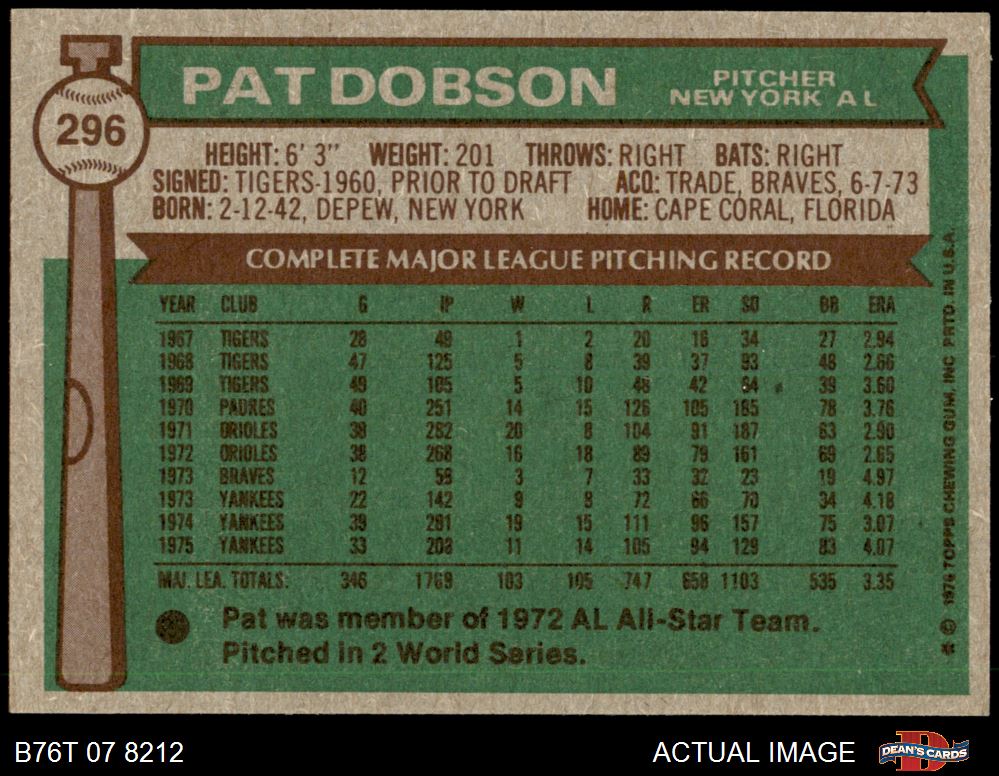 296
PAT DOBSON
PITCHER
NEW YORK A L
HEIGHT: 6' 3" WEIGHT: 201 THROWS: RIGHT BATS: RIGHT
SIGNED: TIGERS-1960, PRIOR TO DRAFT ACQ: TRADE, BRAVES, 6-7-73
BORN: 2-12-42, DEPEW, NEW YORK HOME: CAPE CORAL, FLORIDA
COMPLETE MAJOR LEAGUE PITCHING RECORD
YEAR CLUB G IP W L R ER SO BB ERA
1967 TIGERS 28 49 1 2 20 16 34 27 2.94
1968 TIGERS 47 125 5 8 39 37 93 48 2.66
1969 TIGERS 49 105 5 10 46 42 64 39 3.60
1970 PADRES 40 251 14 15 126 105 185 78 3.76
1971 ORIOLES 38 282 20 8 104 91 187 63 2.90
1972 ORIOLES 38 268 16 18 89 79 161 69 2.65
1973 BRAVES 12 58 3 7 33 32 23 19 4.97
1973 YANKEES 22 142 9 8 72 66 70 34 4.18
1974 YANKEES 39 281 19 15 111 96 157 75 3.07
1975 YANKEES 33 208 11 14 105 94 129 83 4.07
MAJ. LEA. TOTALS: 346 1769 103 105 747 658 1103 535 3.35
Pat was member of 1972 AL All-Star Team.
Pitched in 2 World Series.
* © 1976 TOPPS CHEWING GUM, INC PRTD. IN U.S.A.
B76T 07 8212
ACTUAL IMAGE
DEAN'S CARDS